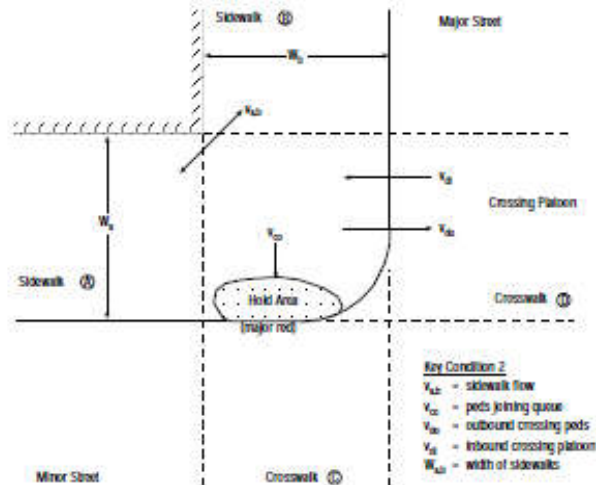 Sidewalk B
Major Street
W_b
v_a,b
v_di
Crossing Platoon
W_a
v_do
v_co
Sidewalk A
Hold Area
(major red)
Crosswalk D
Key Condition 2
v_a,b = sidewalk flow
v_co = peds joining queue
v_do = outbound crossing peds
v_di = inbound crossing platoon
W_a,b = width of sidewalks
Minor Street
Crosswalk C